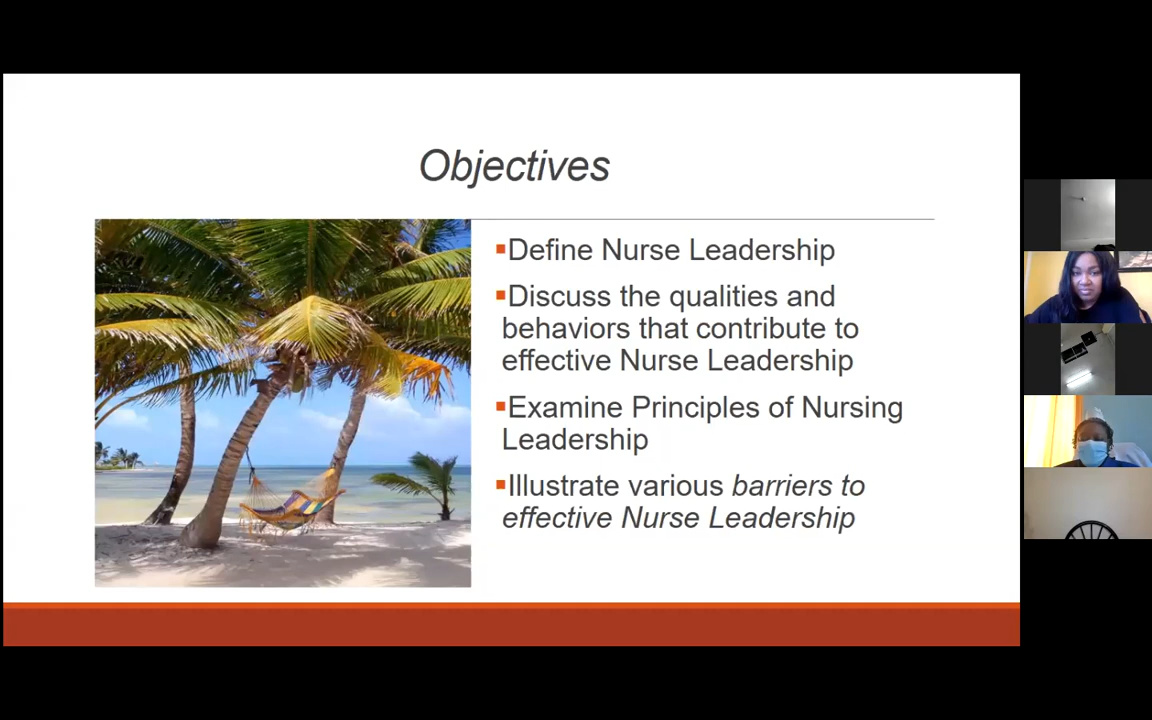 Objectives
▪Define Nurse Leadership
▪Discuss the qualities and
behaviors that contribute to
effective Nurse Leadership
▪Examine Principles of Nursing
Leadership
▪Illustrate various barriers to
effective Nurse Leadership